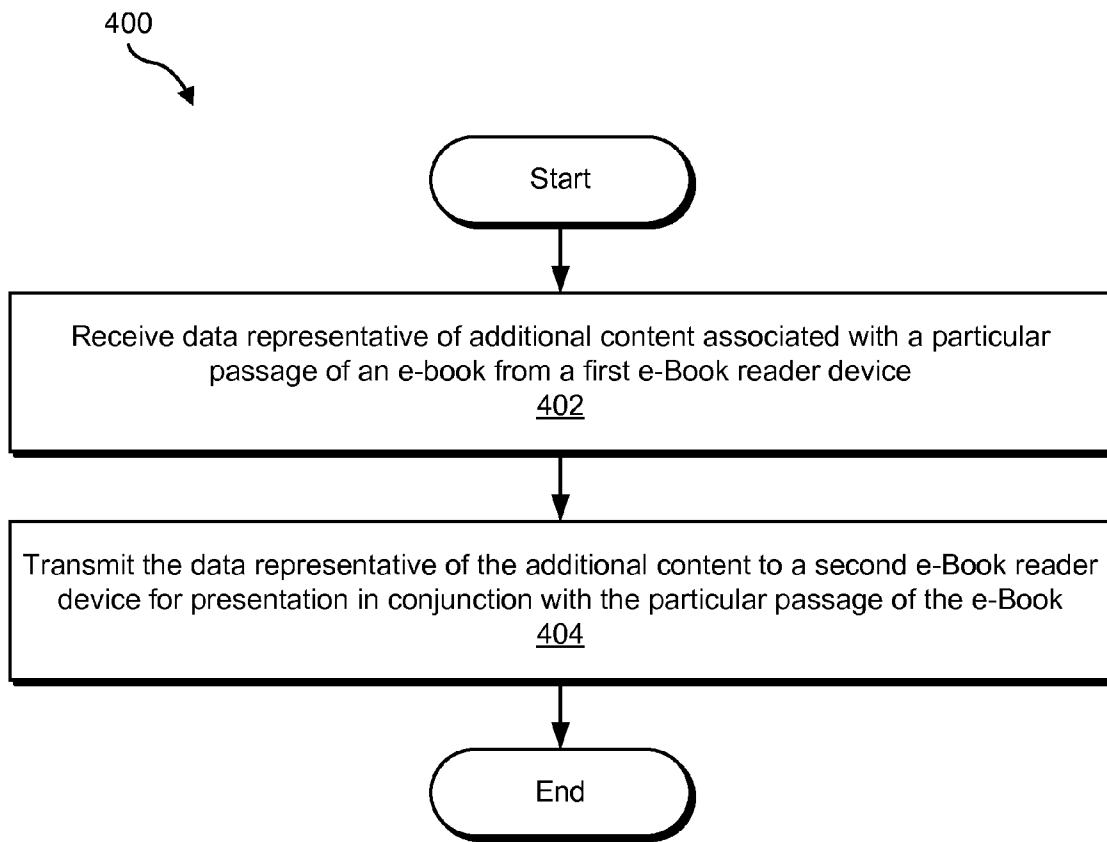 400
Start
Receive data representative of additional content associated with a particular
passage of an e-book from a first e-Book reader device
402
Transmit the data representative of the additional content to a second e-Book reader
device for presentation in conjunction with the particular passage of the e-Book
404
End